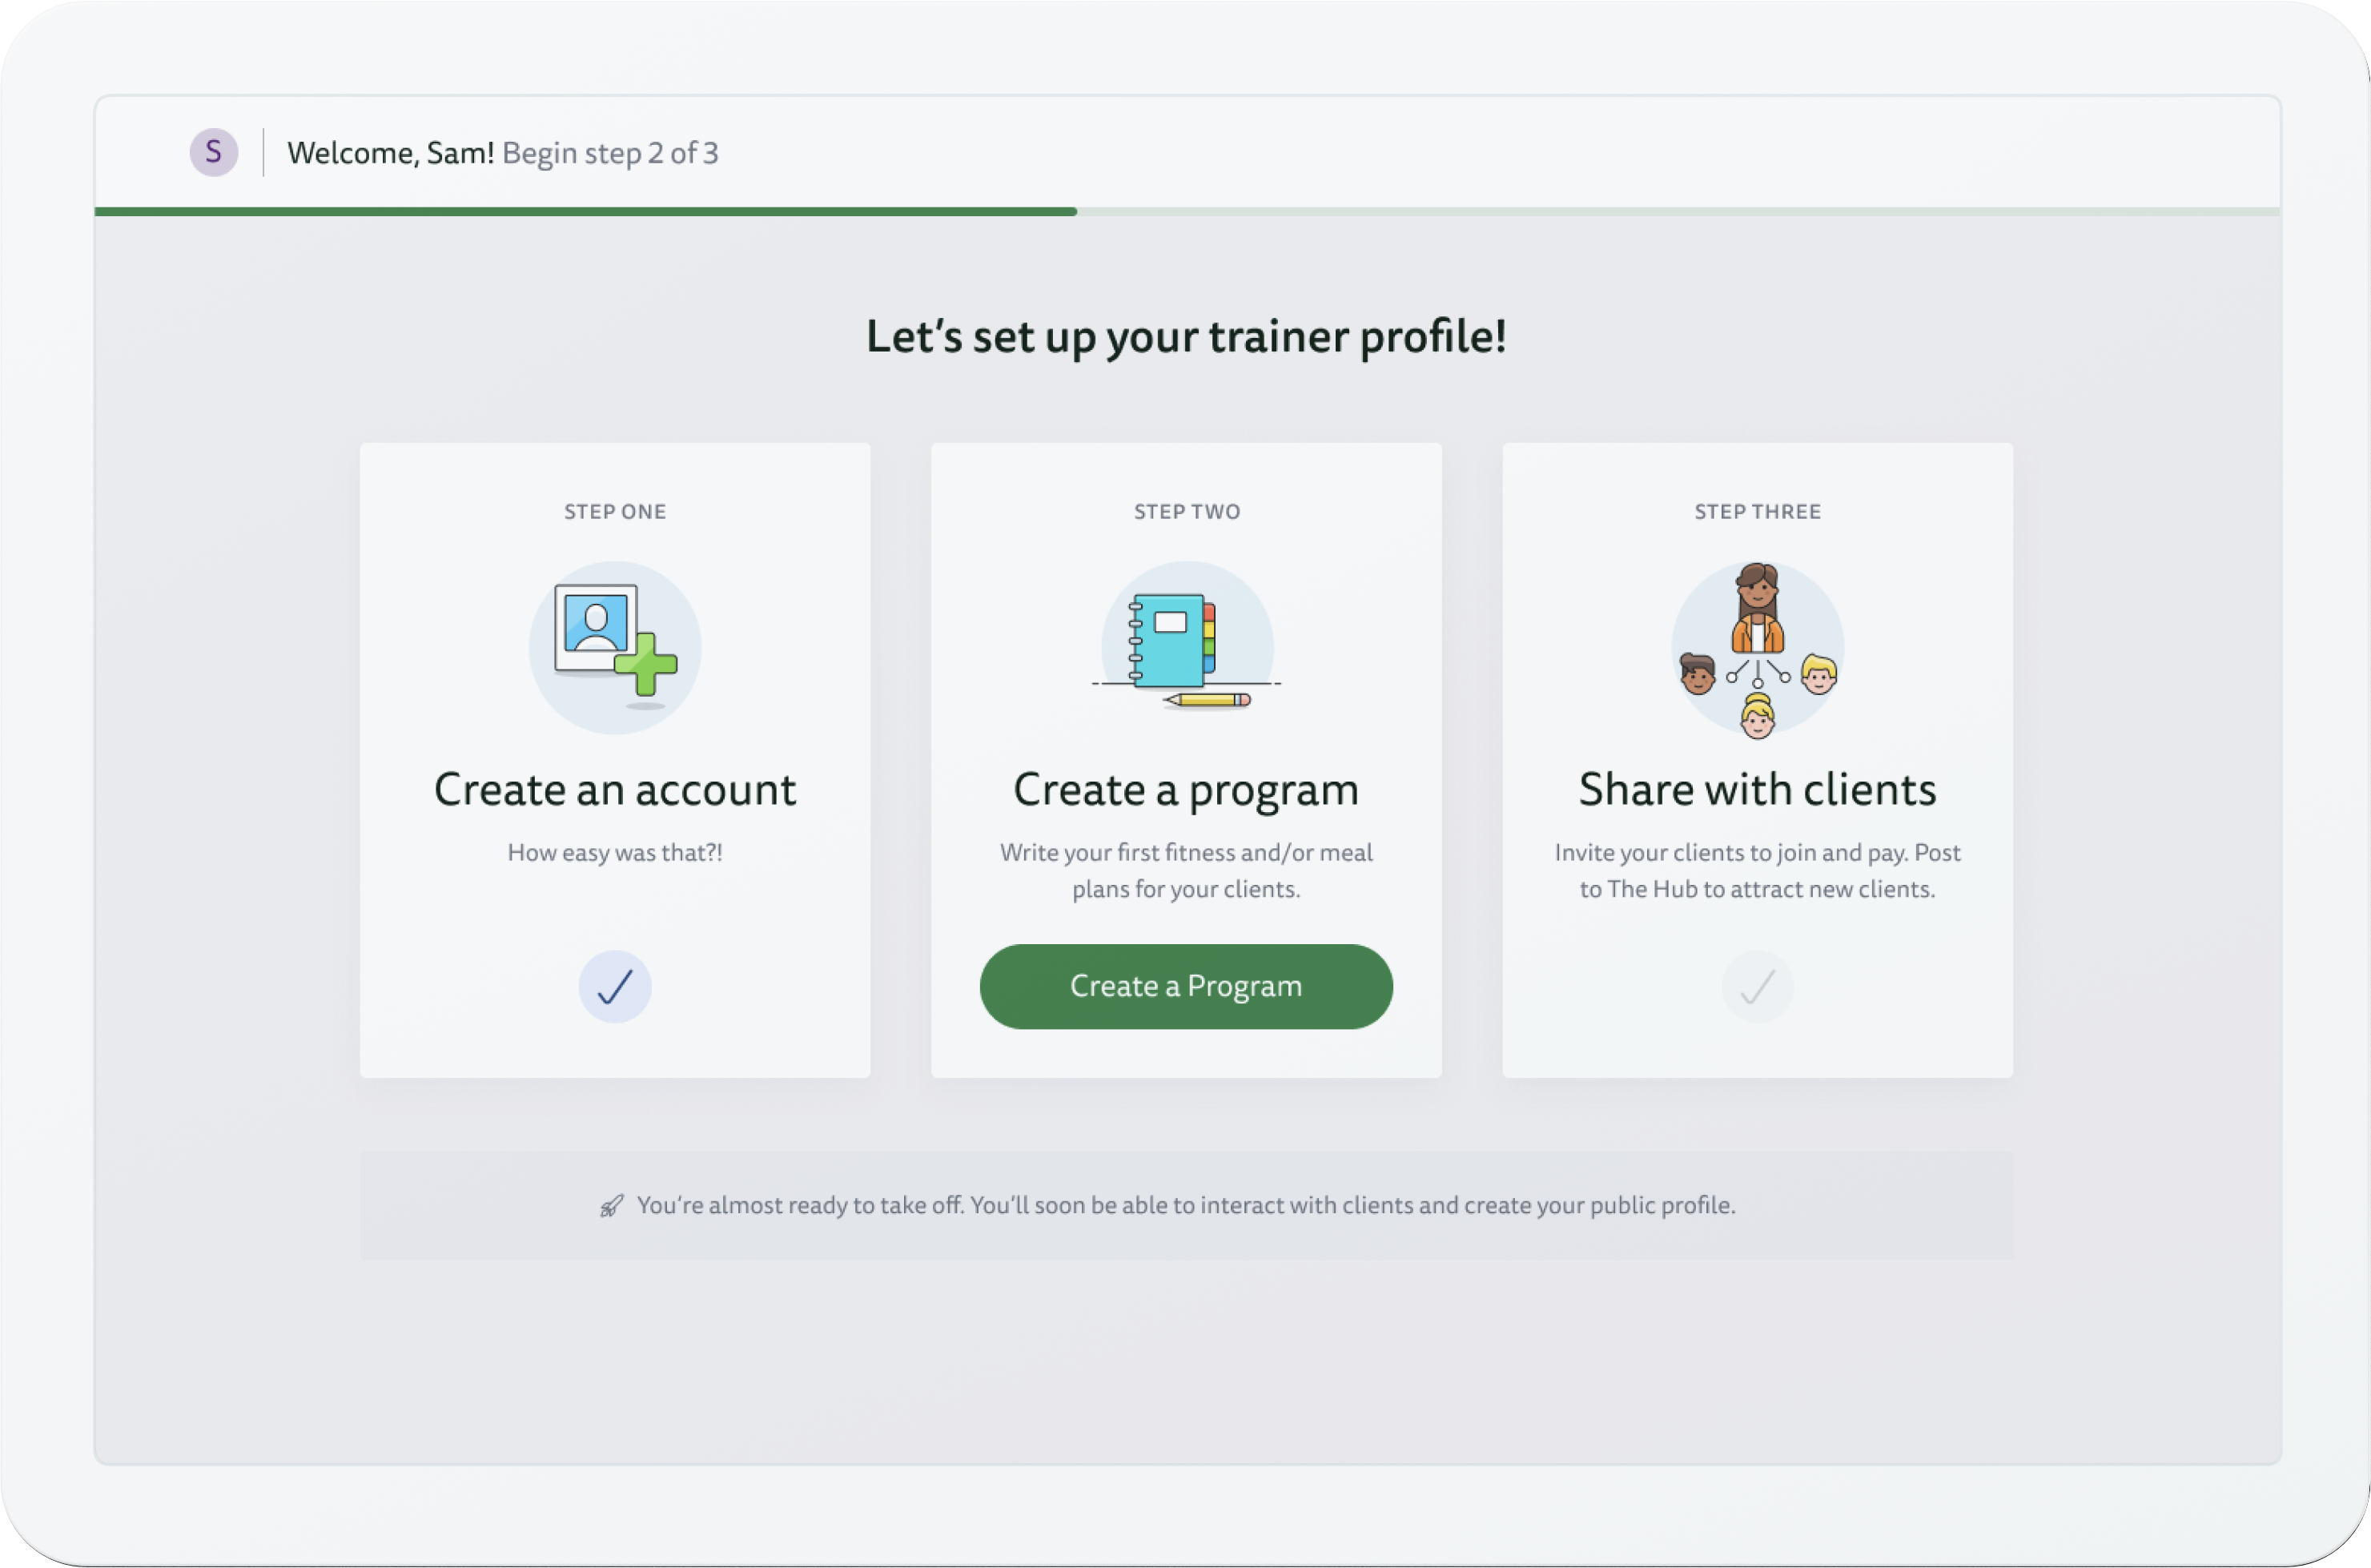 S
Welcome, Sam! Begin step 2 of 3
Let’s set up your trainer profile!
STEP ONE
Create an account
How easy was that?!
STEP TWO
Create a program
Write your first fitness and/or meal
plans for your clients.
Create a Program
STEP THREE
Share with clients
Invite your clients to join and pay. Post
to The Hub to attract new clients.
You’re almost ready to take off. You’ll soon be able to interact with clients and create your public profile.